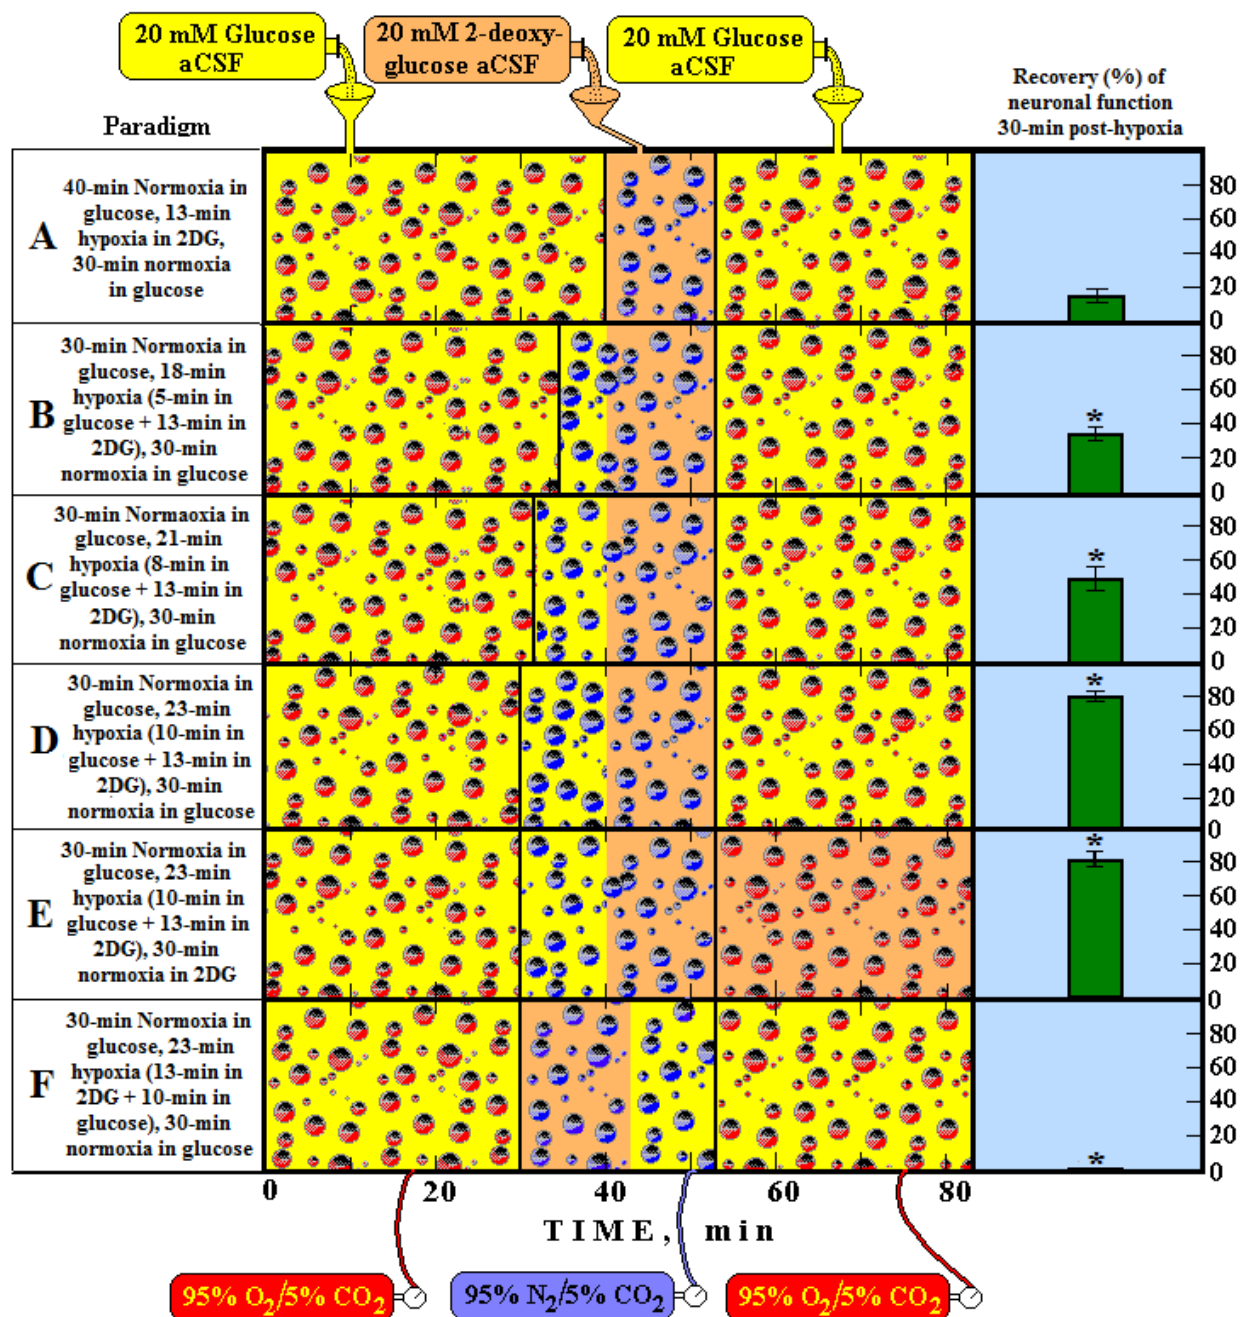 20 mM Glucose
aCSF
20 mM 2-deoxy-
glucose aCSF
20 mM Glucose
aCSF
Paradigm
Recovery (%) of
neuronal function
30-min post-hypoxia
A
40-min Normoxia in
glucose, 13-min
hypoxia in 2DG,
30-min normoxia
in glucose
80
60
40
20
0
B
30-min Normoxia in
glucose, 18-min
hypoxia (5-min in
glucose + 13-min in
2DG), 30-min
normoxia in glucose
*
80
60
40
20
0
C
30-min Normaoxia in
glucose, 21-min
hypoxia (8-min in
glucose + 13-min in
2DG), 30-min
normoxia in glucose
*
80
60
40
20
0
D
30-min Normoxia in
glucose, 23-min
hypoxia (10-min in
glucose + 13-min in
2DG), 30-min
normoxia in glucose
*
80
60
40
20
0
E
30-min Normoxia in
glucose, 23-min
hypoxia (10-min in
glucose + 13-min in
2DG), 30-min
normoxia in 2DG
*
80
60
40
20
0
F
30-min Normoxia in
glucose, 23-min
hypoxia (13-min in
2DG + 10-min in
glucose), 30-min
normoxia in glucose
*
80
60
40
20
0
0 20 40 60 80
TIME, min
95% O₂/5% CO₂
95% N₂/5% CO₂
95% O₂/5% CO₂